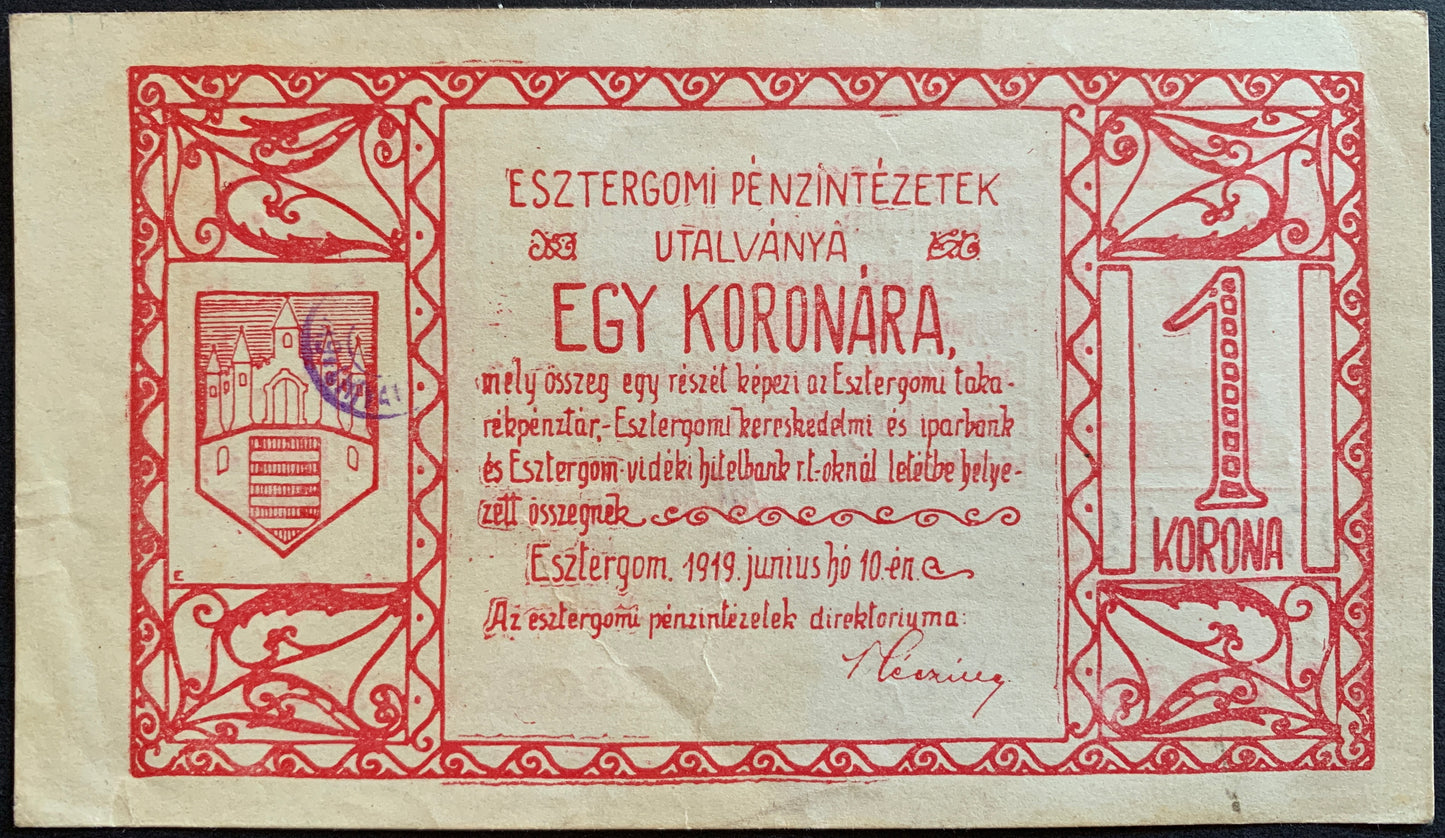 ESZTERGOMI PÉNZINTÉZETEK
UTALVÁNYA
EGY KORONÁRA,
mely összeg egy részét képezi az Esztergomi taka-
rékpénztár,-Esztergomi kereskedelmi és iparbank
és Esztergom-vidéki hitelbank r.t.-oknál letétbe helye-
zett összegnek
Esztergom. 1919. junius hó 10-én
Az esztergomi pénzintézetek direktoriuma:
1
KORONA
E